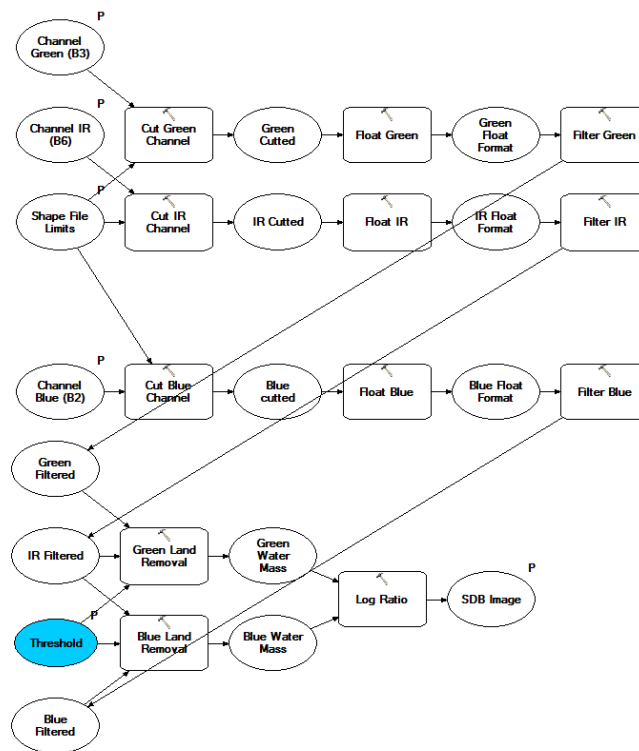 P
Channel
Green (B3)
P
Channel IR
(B6)
Cut Green
Channel
Green
Cutted
Float Green
Green
Float
Format
Filter Green
P
Shape File
Limits
Cut IR
Channel
IR Cutted
Float IR
IR Float
Format
Filter IR
P
Channel
Blue (B2)
Cut Blue
Channel
Blue
cutted
Float Blue
Blue Float
Format
Filter Blue
Green
Filtered
IR Filtered
Green Land
Removal
Green
Water
Mass
Log Ratio
P
SDB Image
P
Threshold
Blue Land
Removal
Blue Water
Mass
Blue
Filtered